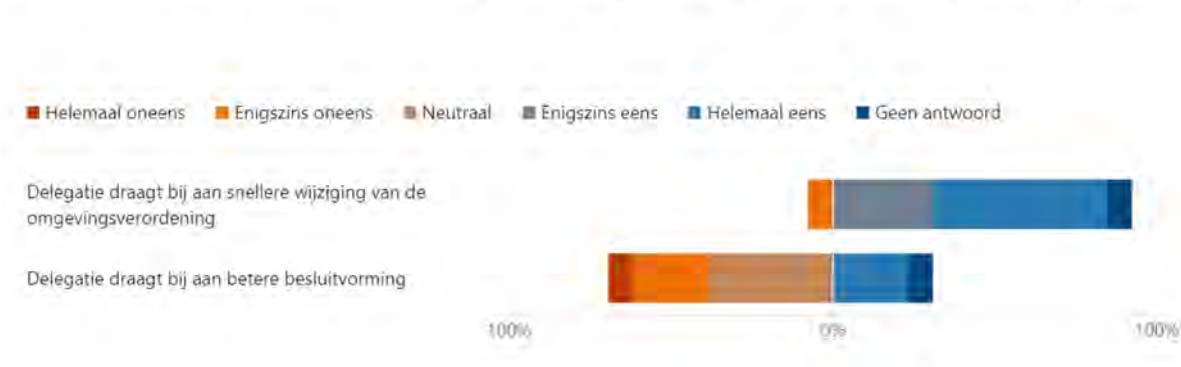 Helemaal oneens Enigszins oneens Neutraal Enigszins eens Helemaal eens Geen antwoord
Delegatie draagt bij aan snellere wijziging van de
omgevingsverordening
Delegatie draagt bij aan betere besluitvorming
100% 0% 100%